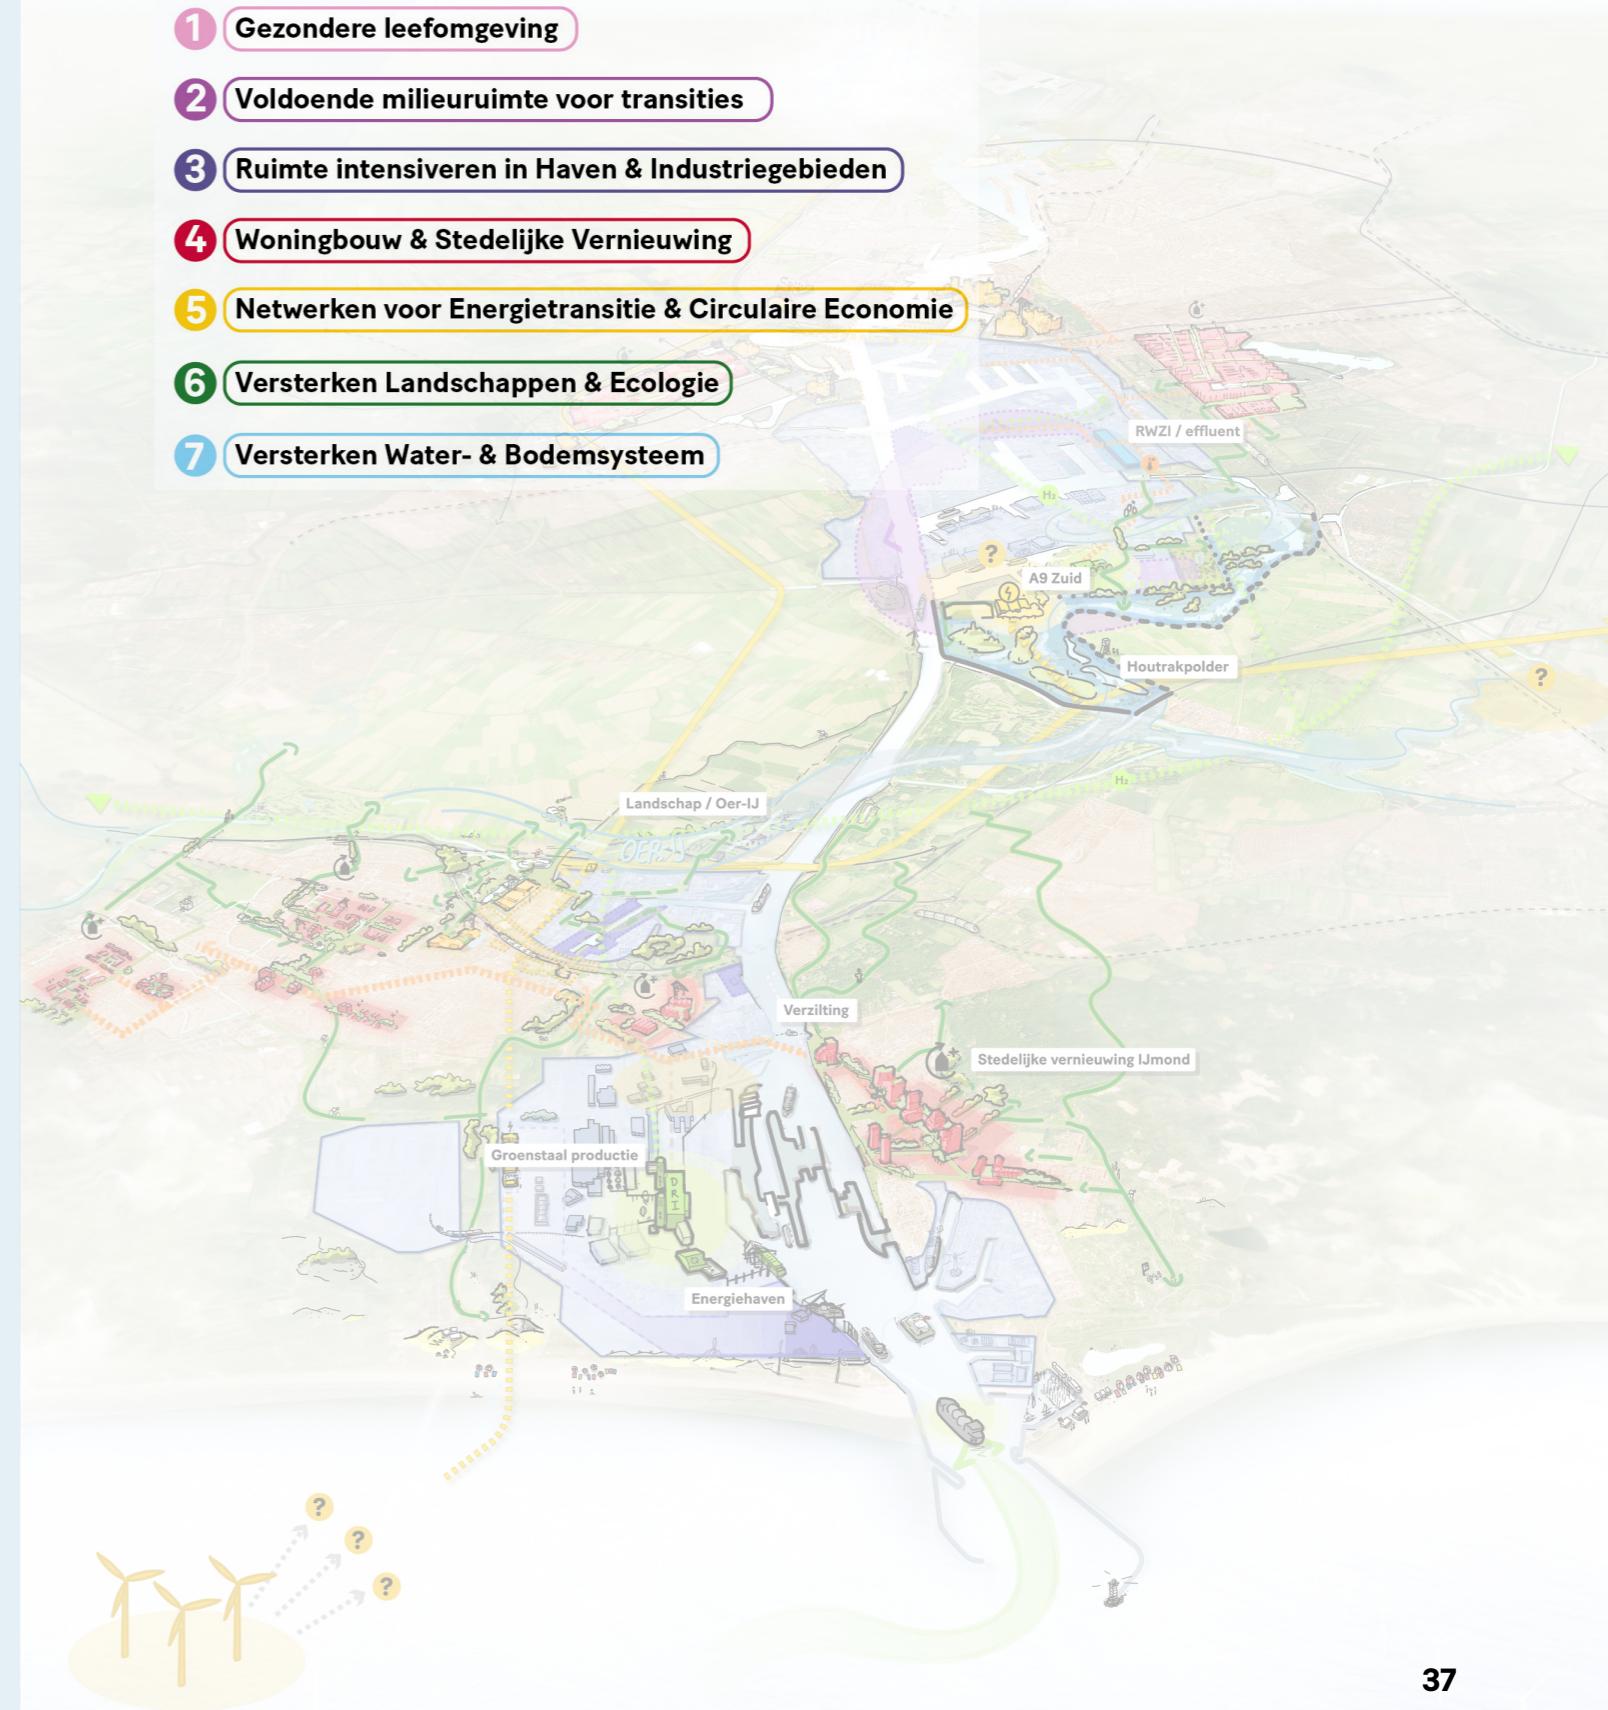 1 Gezondere leefomgeving
2 Voldoende milieuruimte voor transities
3 Ruimte intensiveren in Haven & Industriegebieden
4 Woningbouw & Stedelijke Vernieuwing
5 Netwerken voor Energietransitie & Circulaire Economie
6 Versterken Landschappen & Ecologie
7 Versterken Water- & Bodemsysteem
RWZI / effluent
H₂
?
A9 Zuid
Houtrakpolder
?
H₂
Landschap / Oer-IJ
OER-IJ
Verzilting
Stedelijke vernieuwing IJmond
Groenstaal productie
DRI
Energiehaven
?
?
?
37